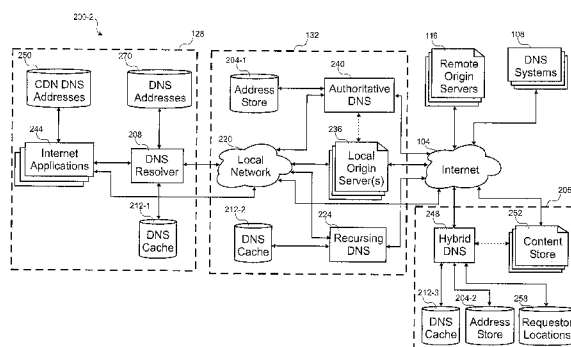 200-2
128
132
250
270
204-1
240
116
108
CDN DNS
Addresses
DNS
Addresses
Address
Store
Authoritative
DNS
Remote
Origin
Servers
DNS
Systems
244
Internet
Applications
208
DNS
Resolver
220
Local
Network
236
Local
Origin
Server(s)
104
Internet
205
212-1
DNS
Cache
212-2
DNS
Cache
224
Recursing
DNS
248
Hybrid
DNS
252
Content
Store
212-3
DNS
Cache
204-2
Address
Store
258
Requestor
Locations